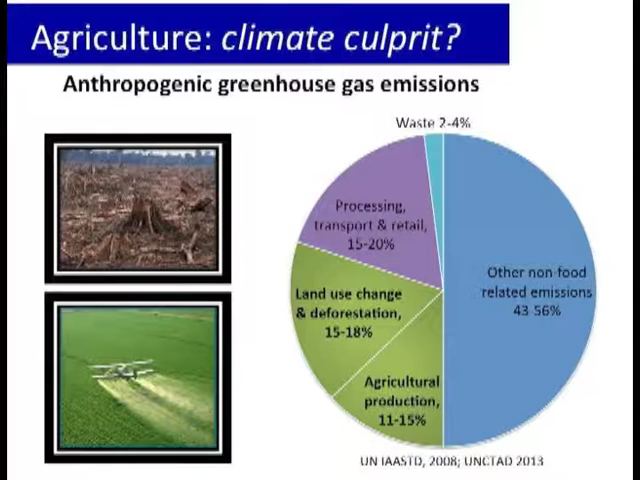 Agriculture: climate culprit?
Anthropogenic greenhouse gas emissions
Waste 2-4%
Processing,
transport & retail,
15-20%
Other non-food
related emissions
43-56%
Land use change
& deforestation,
15-18%
Agricultural
production,
11-15%
UN IAASTD, 2008; UNCTAD 2013